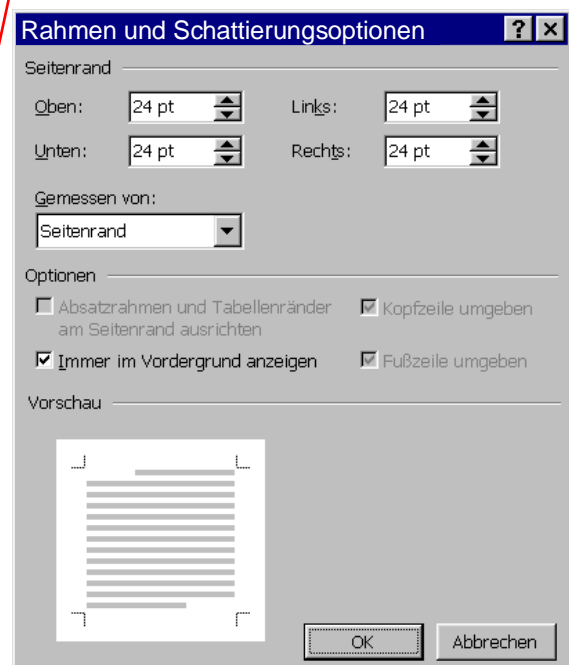 Rahmen und Schattierungsoptionen ? ×
Seitenrand
Oben: 24 pt Links: 24 pt
Unten: 24 pt Rechts: 24 pt
Gemessen von:
Seitenrand
Optionen
Absatzrahmen und Tabellenränder
am Seitenrand ausrichten
Kopfzeile umgeben
Immer im Vordergrund anzeigen Fußzeile umgeben
Vorschau
OK Abbrechen